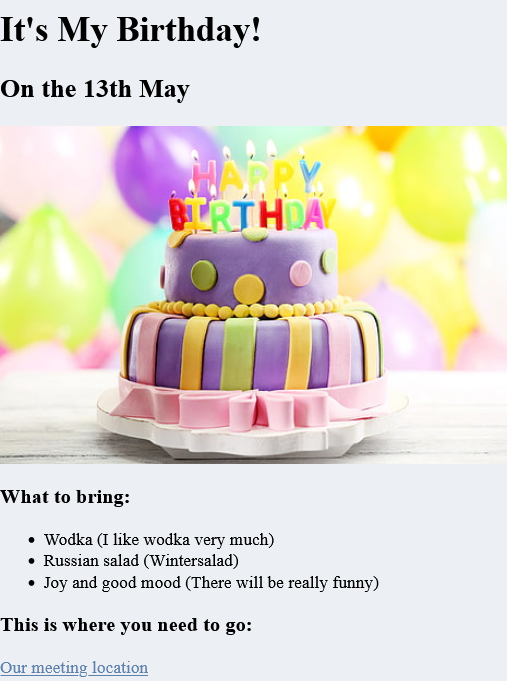 It's My Birthday!
On the 13th May
HAPPY
BIRTHDAY
What to bring:
Wodka (I like wodka very much)
Russian salad (Wintersalad)
Joy and good mood (There will be really funny)
This is where you need to go:
Our meeting location